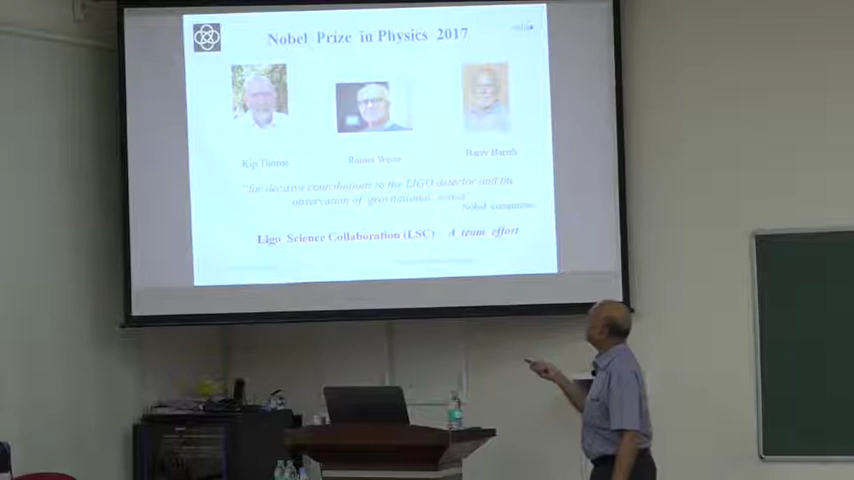 Nobel Prize in Physics 2017
Kip Thorne
Rainer Weiss
Barry Barish
"for decisive contributions to the LIGO detector and the
observation of gravitational waves"
Nobel committee
Ligo Science Collaboration (LSC) A team effort